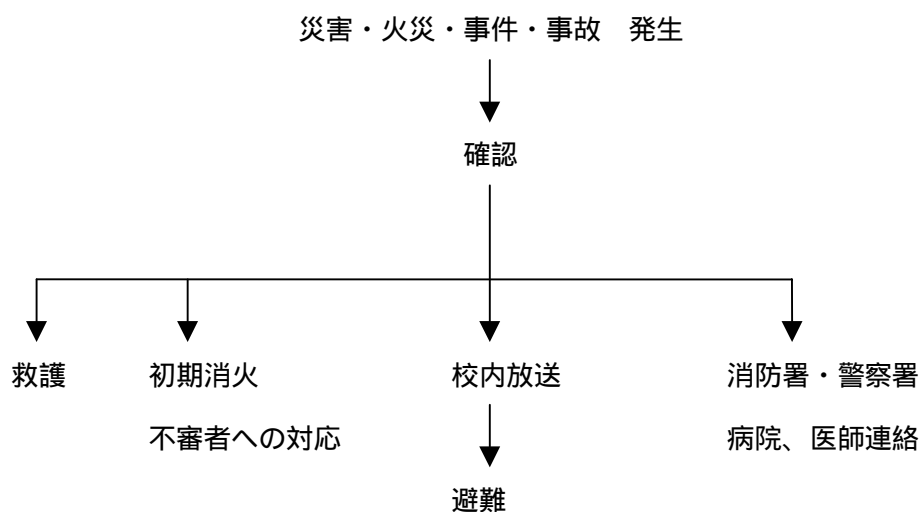 災害・火災・事件・事故　発生
確認
救護
初期消火
校内放送
消防署・警察署
不審者への対応
病院、医師連絡
避難